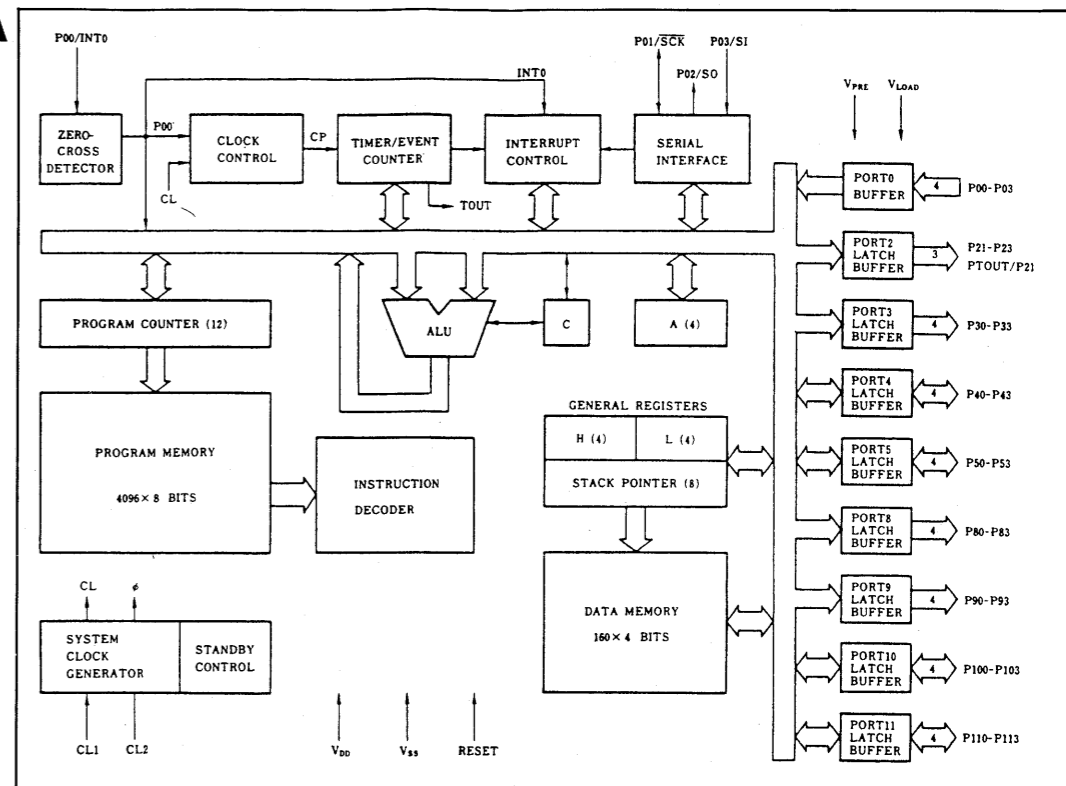 P00/INT0
P01/SCK
P03/SI
P02/SO
INT0
V PRE
V LOAD
ZERO-
CROSS
DETECTOR
P00
CLOCK
CONTROL
CP
TIMER/EVENT
COUNTER
INTERRUPT
CONTROL
SERIAL
INTERFACE
CL
TOUT
PORT0
BUFFER
4
P00-P03
PORT2
LATCH
BUFFER
3
P21-P23
PTOUT/P21
PROGRAM COUNTER (12)
ALU
C
A (4)
PORT3
LATCH
BUFFER
4
P30-P33
PORT4
LATCH
BUFFER
4
P40-P43
PROGRAM MEMORY
4096×8 BITS
INSTRUCTION
DECODER
GENERAL REGISTERS
H (4)
L (4)
STACK POINTER (8)
PORT5
LATCH
BUFFER
4
P50-P53
PORT8
LATCH
BUFFER
4
P80-P83
CL
φ
SYSTEM
CLOCK
GENERATOR
STANDBY
CONTROL
DATA MEMORY
160×4 BITS
PORT9
LATCH
BUFFER
4
P90-P93
PORT10
LATCH
BUFFER
4
P100-P103
CL1
CL2
V DD
V SS
RESET
PORT11
LATCH
BUFFER
4
P110-P113